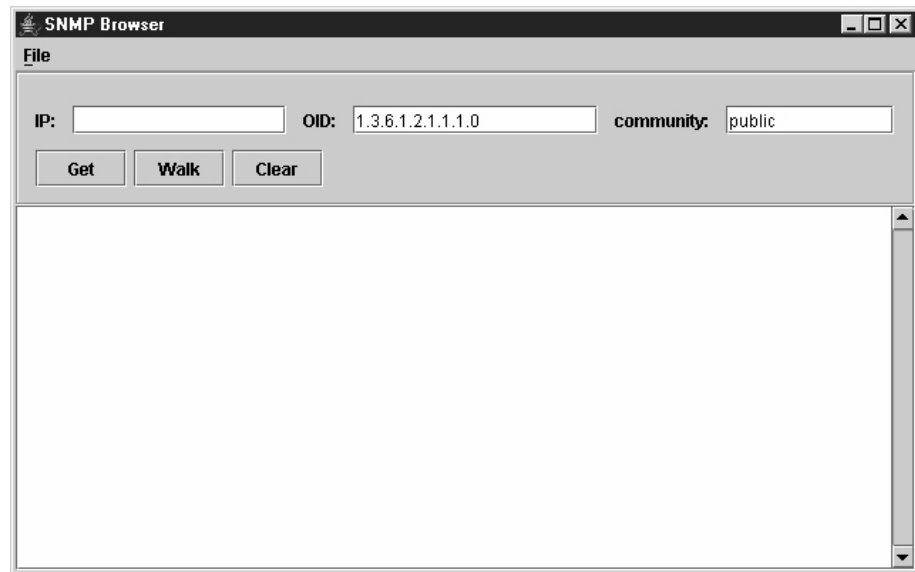 SNMP Browser
File
IP: OID: 1.3.6.1.2.1.1.1.0 community: public
Get Walk Clear